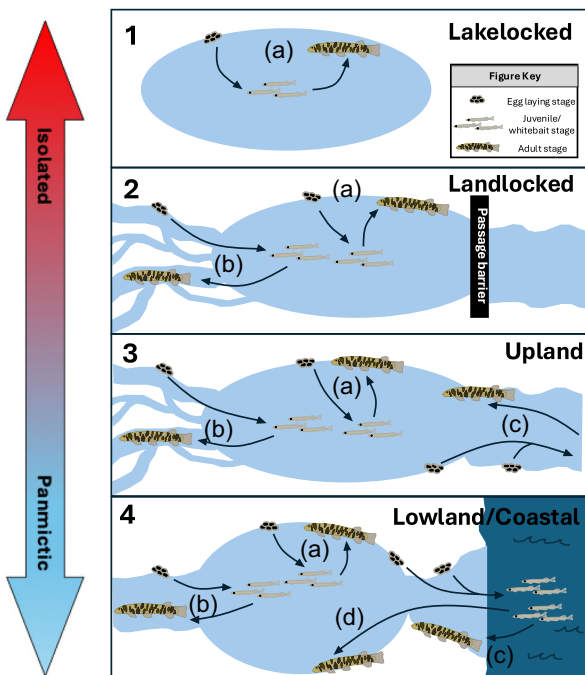 Isolated
Panmictic
1
Lakelocked
(a)
Figure Key
Egg laying stage
Juvenile/
whitebait stage
Adult stage
2
Landlocked
(a)
(b)
Passage barrier
3
Upland
(a)
(b)
(c)
4
Lowland/Coastal
(a)
(b)
(d)
(c)